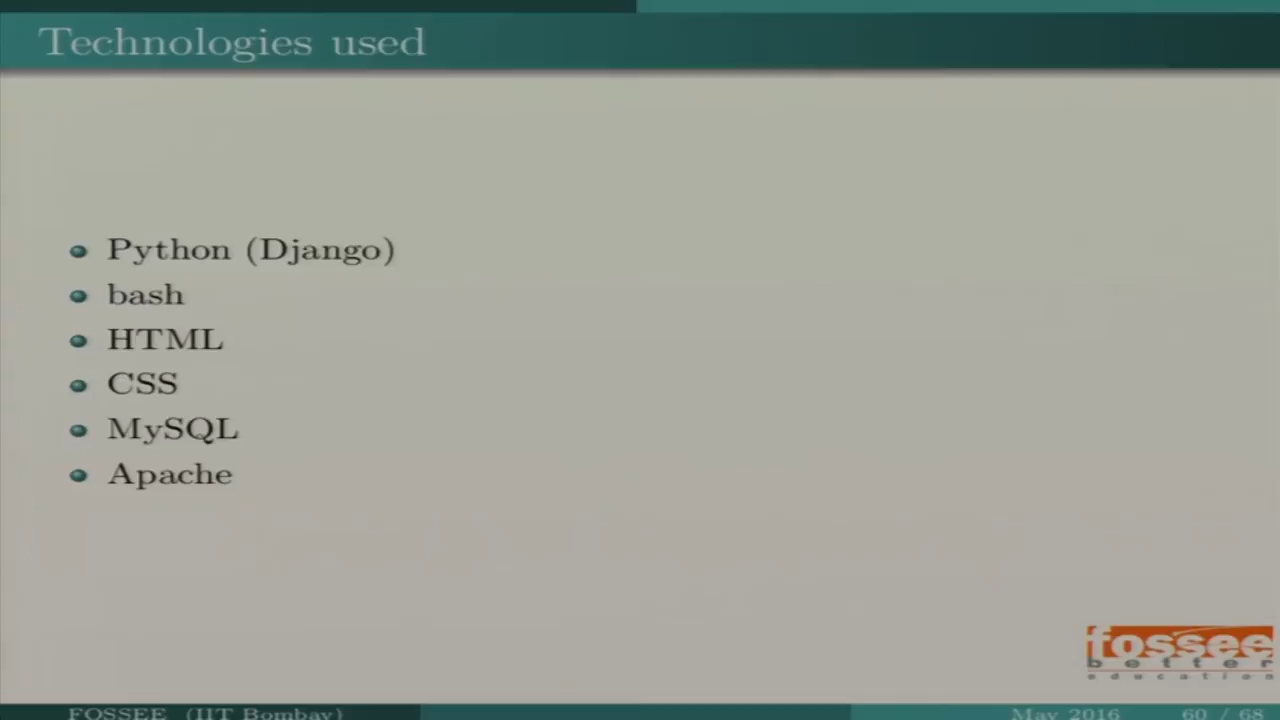 Technologies used
Python (Django)
bash
HTML
CSS
MySQL
Apache
fossee
better
education
FOSSEE (IIT Bombay)
May 2016
60 / 68